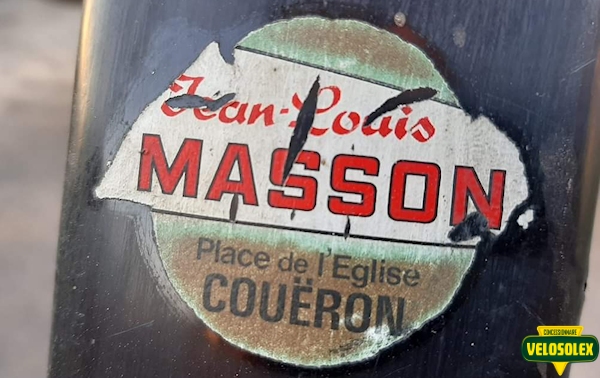 Jean-Louis
MASSON
Place de l'Eglise
COUËRON
CONCESSIONNAIRE
VELOSOLEX